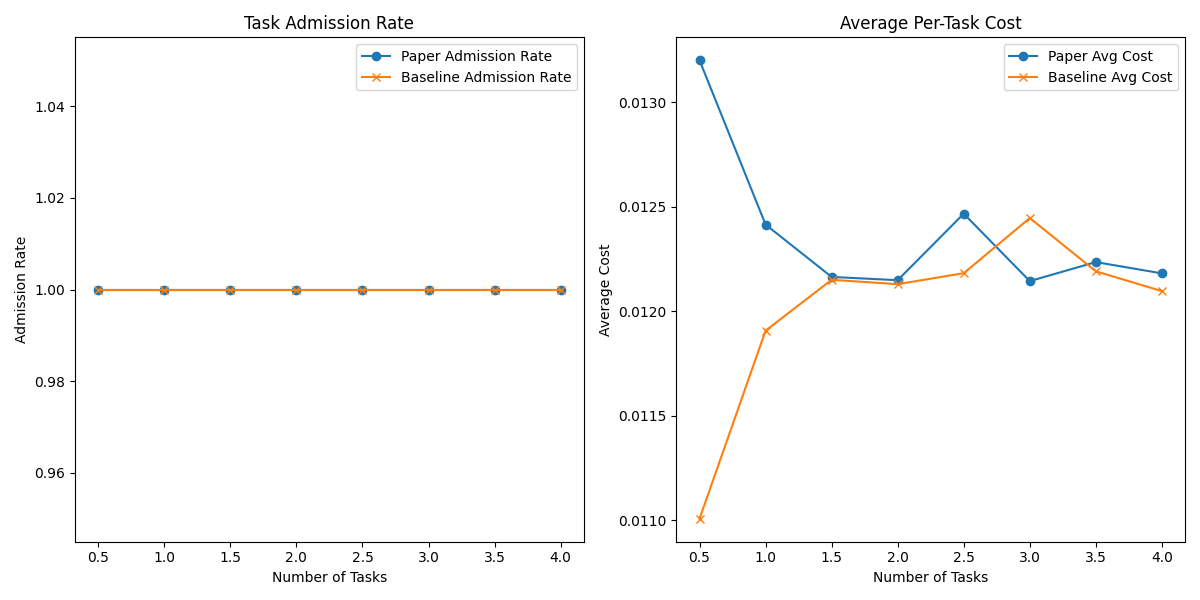 Task Admission Rate
Paper Admission Rate
Baseline Admission Rate
1.04
1.02
1.00
0.98
0.96
Admission Rate
0.5 1.0 1.5 2.0 2.5 3.0 3.5 4.0
Number of Tasks
Average Per-Task Cost
Paper Avg Cost
Baseline Avg Cost
0.0130
0.0125
0.0120
0.0115
0.0110
Average Cost
0.5 1.0 1.5 2.0 2.5 3.0 3.5 4.0
Number of Tasks